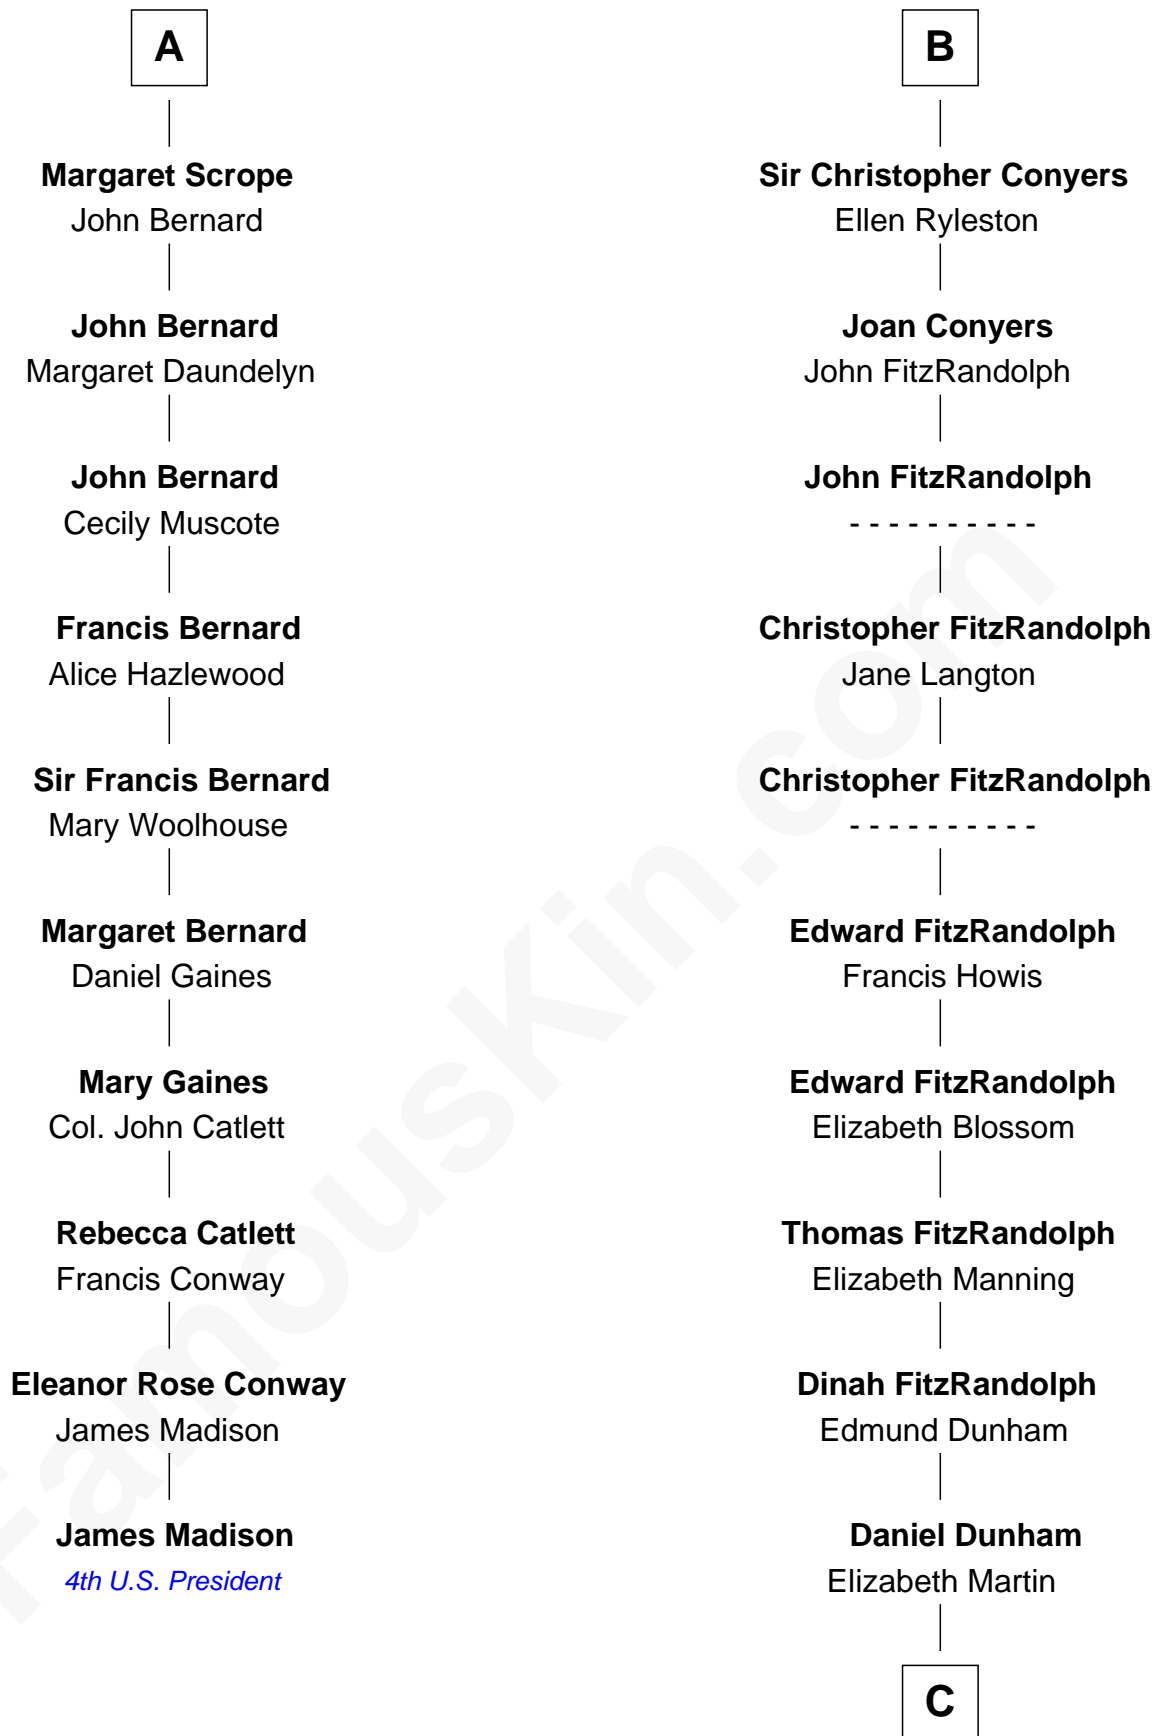 A
Margaret Scrope
John Bernard
John Bernard
Margaret Daundelyn
John Bernard
Cecily Muscote
Francis Bernard
Alice Hazlewood
Sir Francis Bernard
Mary Woolhouse
Margaret Bernard
Daniel Gaines
Mary Gaines
Col. John Catlett
Rebecca Catlett
Francis Conway
Eleanor Rose Conway
James Madison
James Madison
4th U.S. President
B
Sir Christopher Conyers
Ellen Ryleston
Joan Conyers
John FitzRandolph
John FitzRandolph
- - - - - - - - - -
Christopher FitzRandolph
Jane Langton
Christopher FitzRandolph
- - - - - - - - - -
Edward FitzRandolph
Francis Howis
Edward FitzRandolph
Elizabeth Blossom
Thomas FitzRandolph
Elizabeth Manning
Dinah FitzRandolph
Edmund Dunham
Daniel Dunham
Elizabeth Martin
C
FamousKin.com